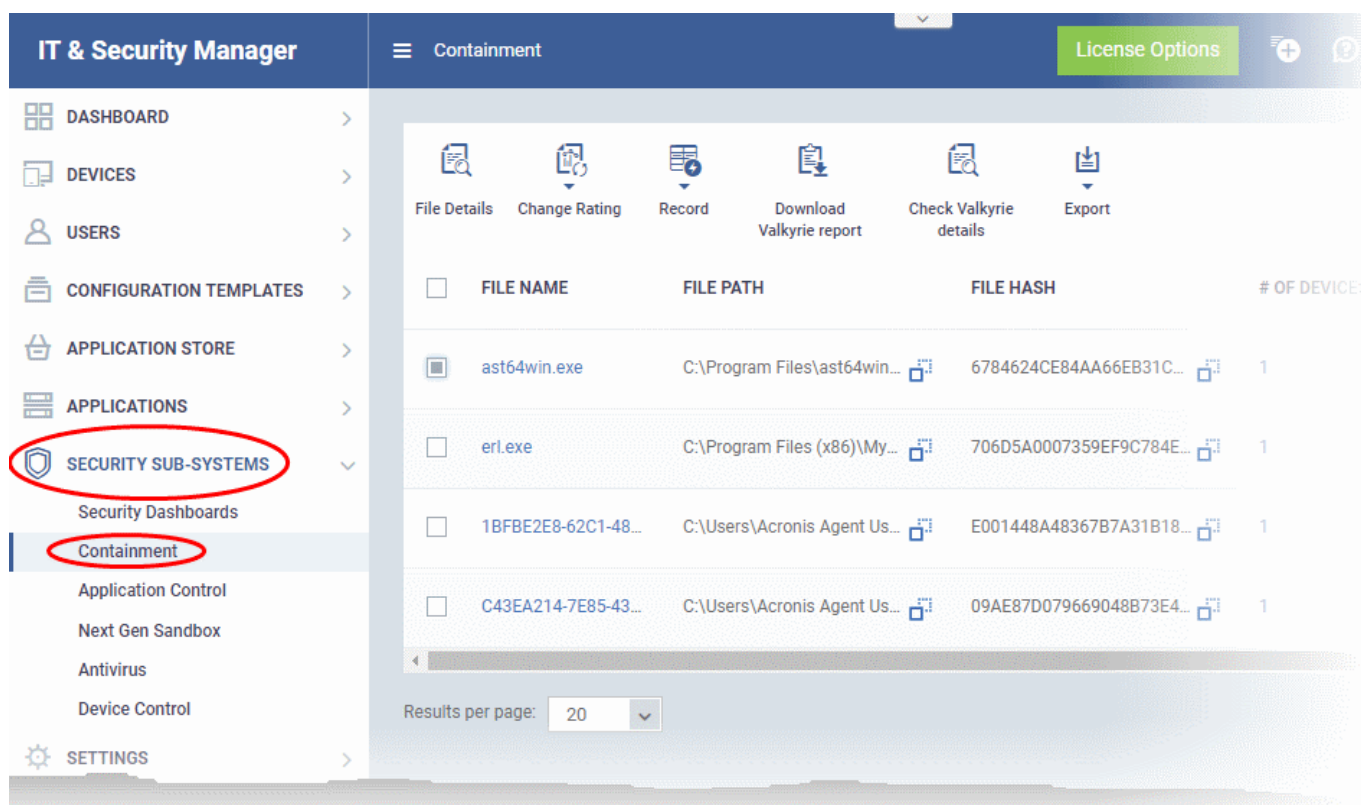 IT & Security Manager
Containment
License Options
DASHBOARD
DEVICES
USERS
CONFIGURATION TEMPLATES
APPLICATION STORE
APPLICATIONS
SECURITY SUB-SYSTEMS
Security Dashboards
Containment
Application Control
Next Gen Sandbox
Antivirus
Device Control
SETTINGS
File Details
Change Rating
Record
Download
Valkyrie report
Check Valkyrie
details
Export
FILE NAME FILE PATH FILE HASH # OF DEVICE
ast64win.exe C:\Program Files\ast64win... 6784624CE84AA66EB31C... 1
erl.exe C:\Program Files (x86)\My... 706D5A0007359EF9C784E... 1
1BFBE2E8-62C1-48... C:\Users\Acronis Agent Us... E001448A48367B7A31B18... 1
C43EA214-7E85-43... C:\Users\Acronis Agent Us... 09AE87D079669048B73E4... 1
Results per page: 20